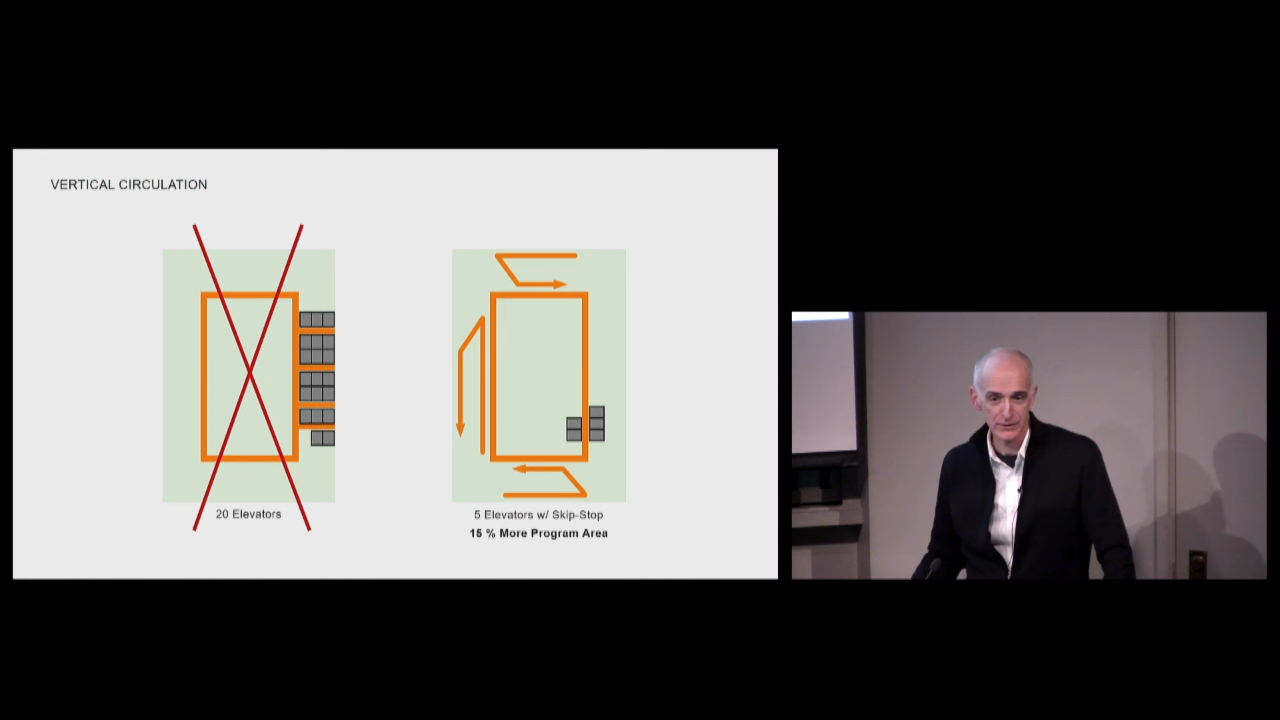 VERTICAL CIRCULATION
20 Elevators
5 Elevators w/ Skip-Stop
15 % More Program Area